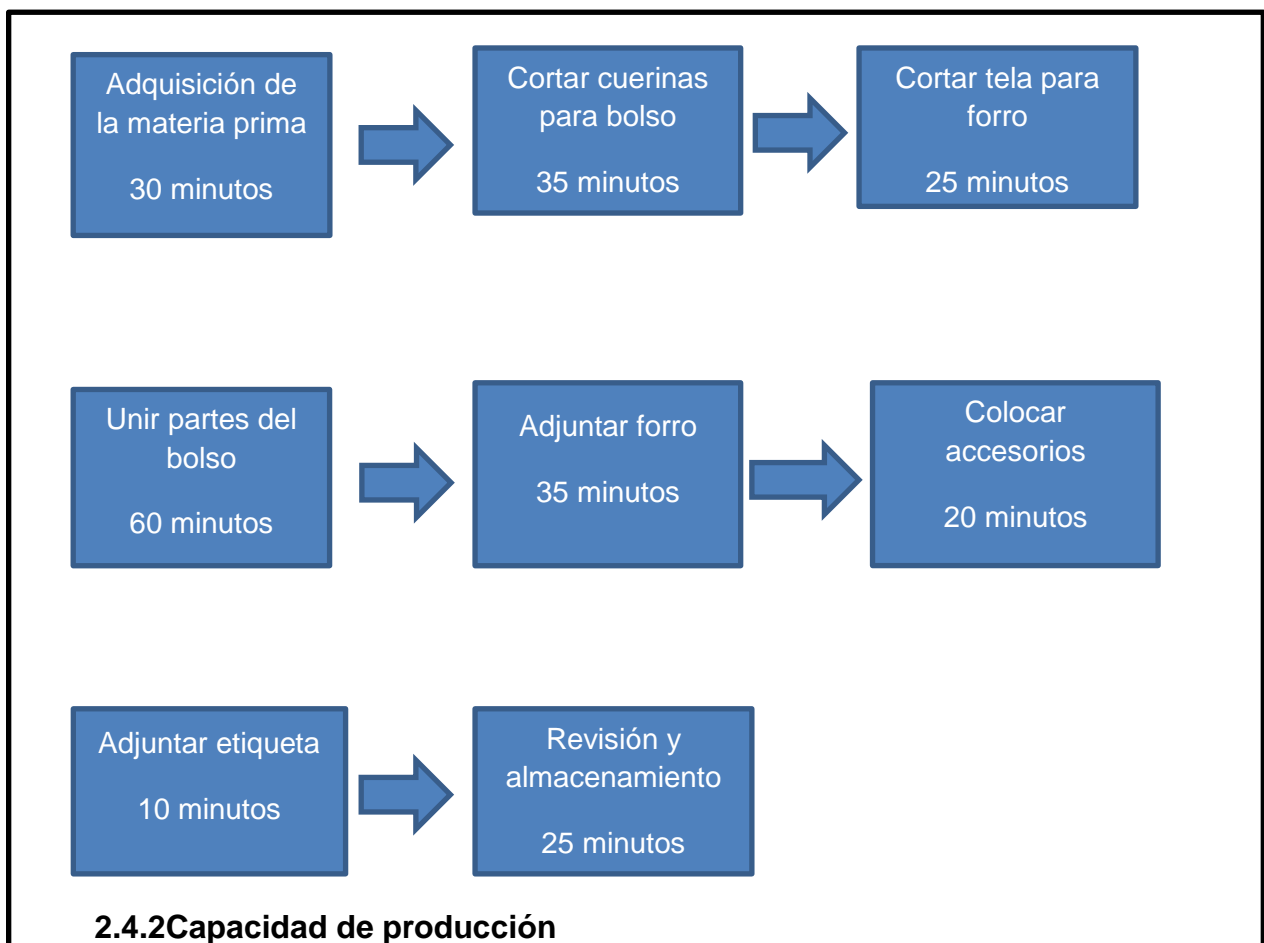 Adquisición de
la materia prima
30 minutos
Cortar cuerinas
para bolso
35 minutos
Cortar tela para
forro
25 minutos
Unir partes del
bolso
60 minutos
Adjuntar forro
35 minutos
Colocar
accesorios
20 minutos
Adjuntar etiqueta
10 minutos
Revisión y
almacenamiento
25 minutos
2.4.2Capacidad de producción